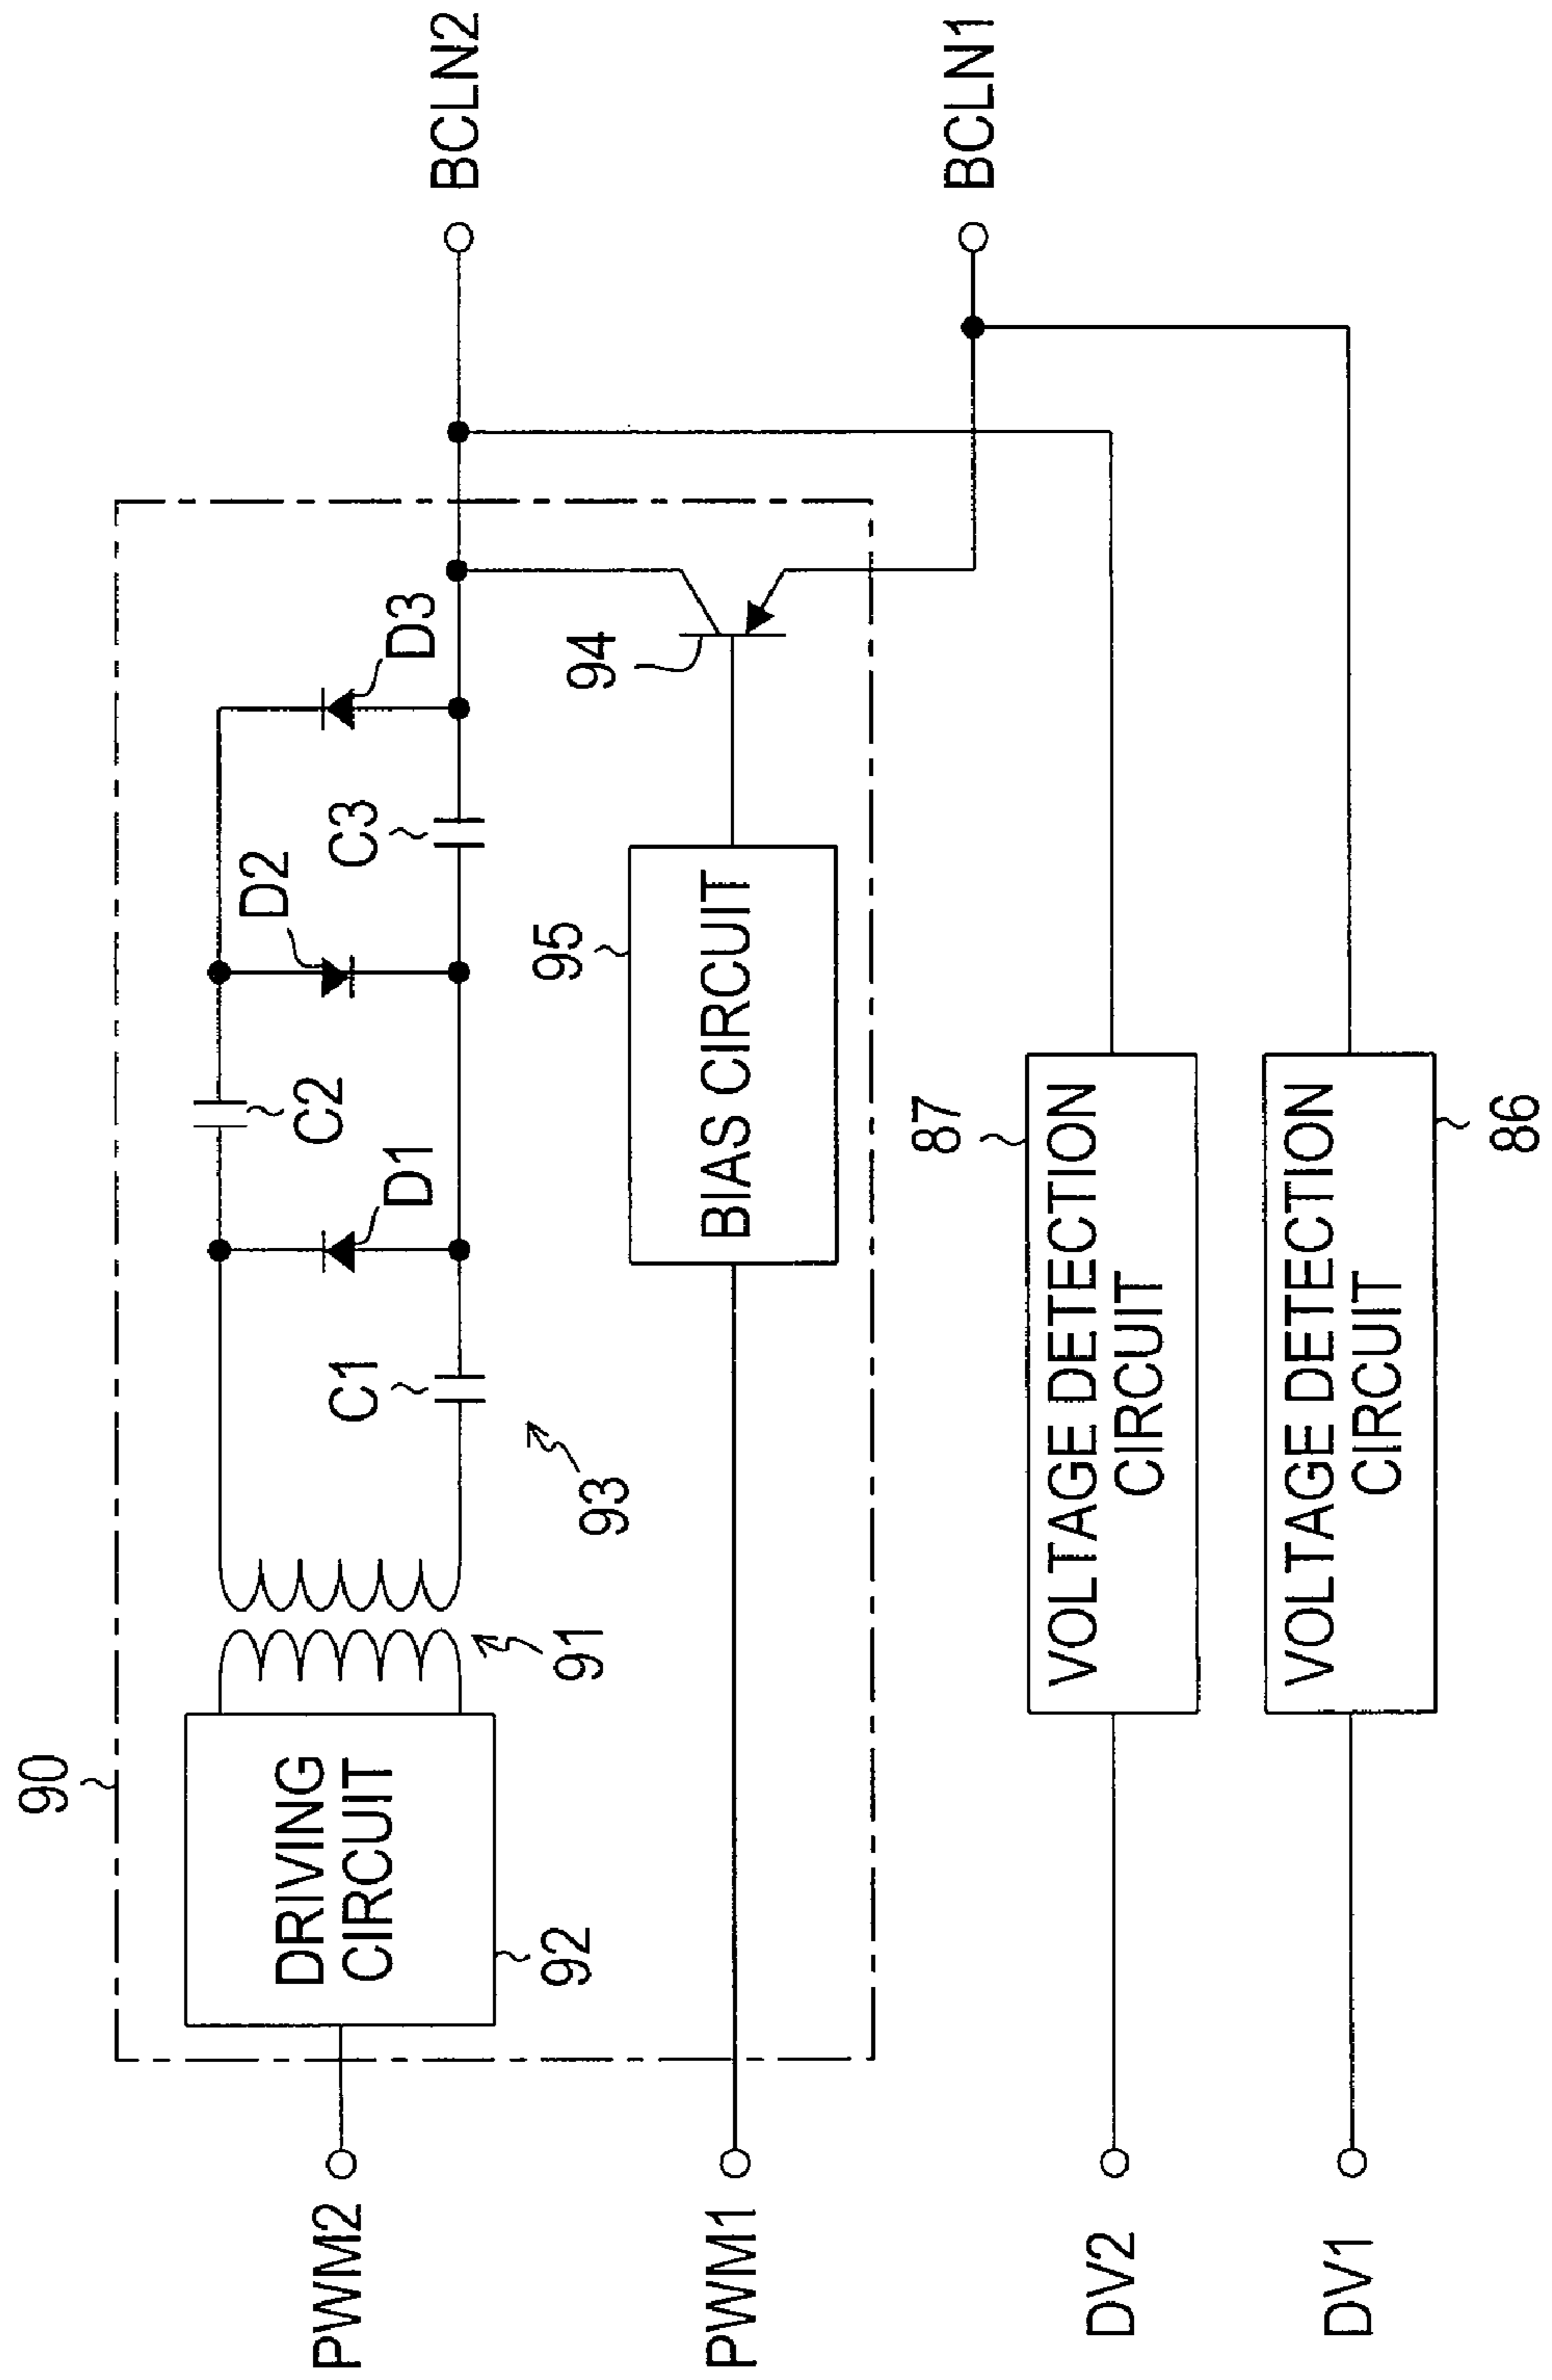 90
DRIVING
CIRCUIT
92
91
93
C1
D1
C2
D2
C3
D3
94
95
BIAS CIRCUIT
87
VOLTAGE DETECTION
CIRCUIT
VOLTAGE DETECTION
CIRCUIT
86
PWM2
PWM1
DV2
DV1
BCLN2
BCLN1